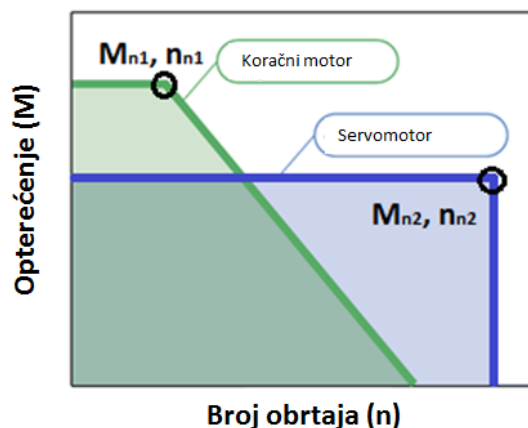 Mn1, nn1
Koračni motor
Servomotor
Mn2, nn2
Opterećenje (M)
Broj obrtaja (n)